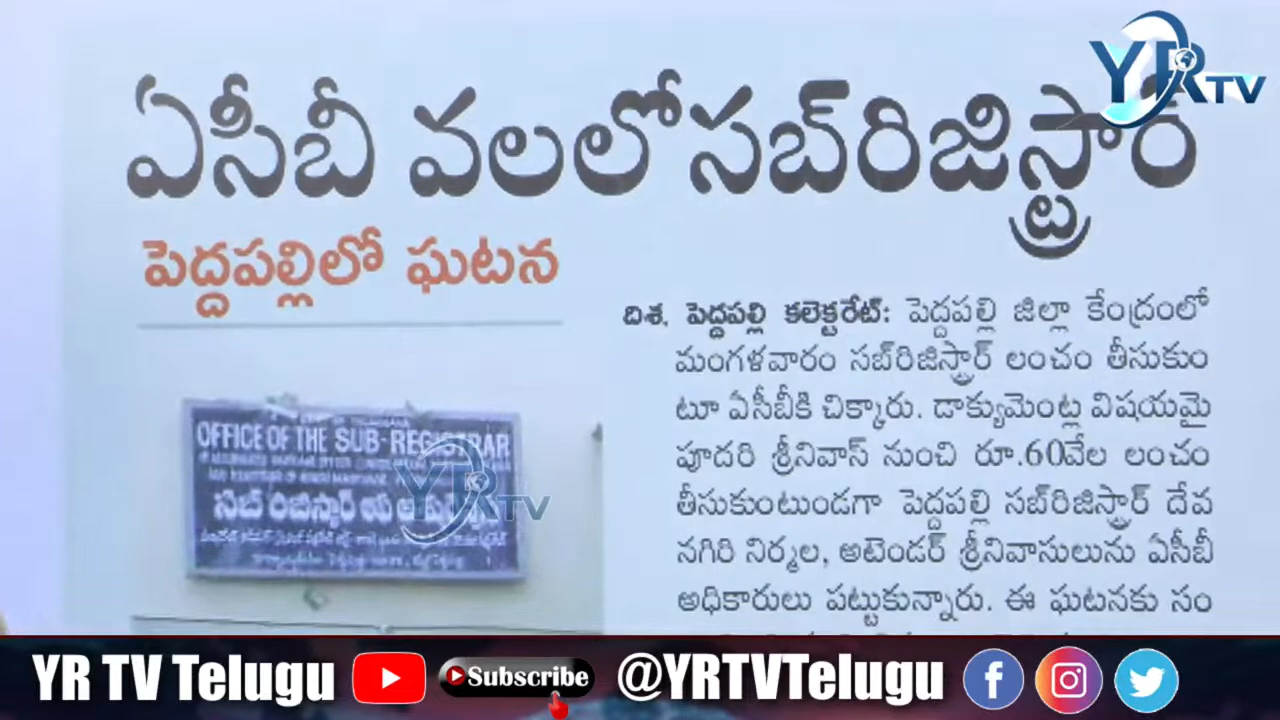 YRTV
ఏసీబీ వలలో సబ్‌రిజిస్ట్రార్
పెద్దపల్లిలో ఘటన
దిశ, పెద్దపల్లి కలెక్టరేట్: పెద్దపల్లి జిల్లా కేంద్రంలో
మంగళవారం సబ్‌రిజిస్ట్రార్ లంచం తీసుకుం
టూ ఏసీబీకి చిక్కారు. డాక్యుమెంట్ల విషయమై
పూదరి శ్రీనివాస్ నుంచి రూ.60వేల లంచం
తీసుకుంటుండగా పెద్దపల్లి సబ్‌రిజిస్ట్రార్ దేవ
నగిరి నిర్మల, అటెండర్ శ్రీనివాసులును ఏసీబీ
అధికారులు పట్టుకున్నారు. ఈ ఘటనకు సం
OFFICE OF THE SUB-REGISTRAR
YRTV
సబ్ రిజిస్ట్రార్
YR TV Telugu
Subscribe
@YRTVTelugu